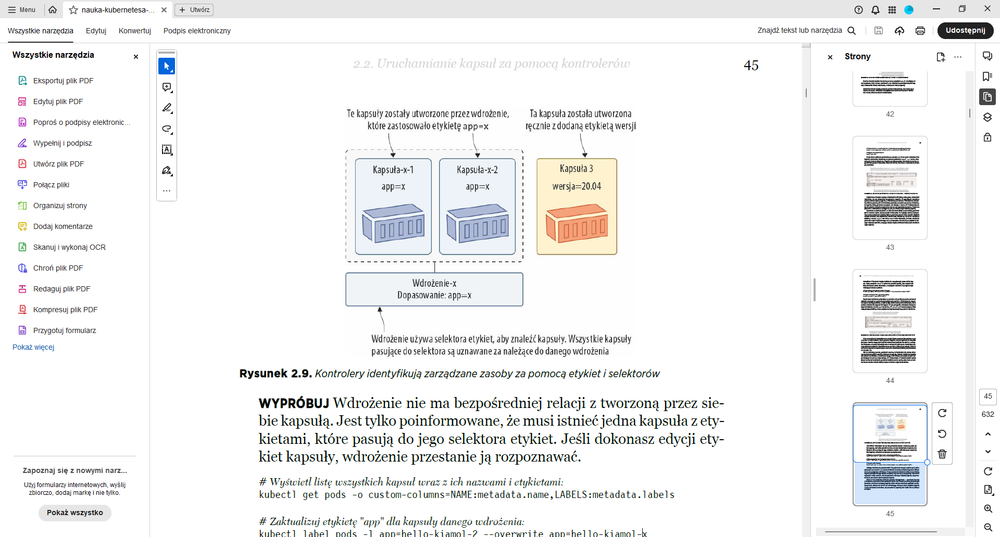 Menu
nauka-kubernetesa-...
Utwórz
Wszystkie narzędzia
Edytuj
Konwertuj
Podpis elektroniczny
Znajdź tekst lub narzędzia
Udostępnij
Wszystkie narzędzia
Eksportuj plik PDF
Edytuj plik PDF
Poproś o podpisy elektronic...
Wypełnij i podpisz
Utwórz plik PDF
Połącz pliki
Organizuj strony
Dodaj komentarze
Skanuj i wykonaj OCR
Chroń plik PDF
Redaguj plik PDF
Kompresuj plik PDF
Przygotuj formularz
Pokaż więcej
Zapoznaj się z nowymi narz...
Użyj formularzy internetowych, wyślij
zbiorczo, dodaj markę i nie tylko.
Pokaż wszystko
2.2. Uruchamianie kapsuł za pomocą kontrolerów
45
Te kapsuły zostały utworzone przez wdrożenie,
które zastosowało etykietę app=x
Ta kapsuła została utworzona
ręcznie z dodaną etykietą wersji
Kapsuła-x-1
app=x
Kapsuła-x-2
app=x
Kapsuła 3
wersja=20.04
Wdrożenie-x
Dopasowanie: app=x
Wdrożenie używa selektora etykiet, aby znaleźć kapsuły. Wszystkie kapsuły
pasujące do selektora są uznawane za należące do danego wdrożenia
Rysunek 2.9. Kontrolery identyfikują zarządzane zasoby za pomocą etykiet i selektorów
WYPRÓBUJ Wdrożenie nie ma bezpośredniej relacji z tworzoną przez sie-
bie kapsułą. Jest tylko poinformowane, że musi istnieć jedna kapsuła z ety-
kietami, które pasują do jego selektora etykiet. Jeśli dokonasz edycji ety-
kiet kapsuły, wdrożenie przestanie ją rozpoznawać.
# Wyświetl listę wszystkich kapsuł wraz z ich nazwami i etykietami:
kubectl get pods -o custom-columns=NAME:metadata.name,LABELS:metadata.labels
# Zaktualizuj etykietę "app" dla kapsuły danego wdrożenia:
kubectl label pods -l app=hello-kiamol-2 --overwrite app=hello-kiamol-x
Strony
42
43
44
45
45
632